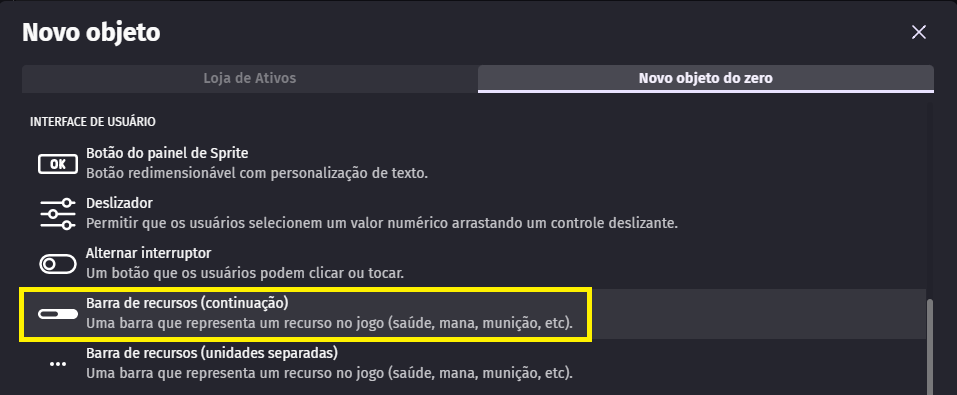 Novo objeto
Loja de Ativos
Novo objeto do zero
INTERFACE DE USUÁRIO
OK
Botão do painel de Sprite
Botão redimensionável com personalização de texto.
Deslizador
Permitir que os usuários selecionem um valor numérico arrastando um controle deslizante.
Alternar interruptor
Um botão que os usuários podem clicar ou tocar.
Barra de recursos (continuação)
Uma barra que representa um recurso no jogo (saúde, mana, munição, etc).
Barra de recursos (unidades separadas)
Uma barra que representa um recurso no jogo (saúde, mana, munição, etc).